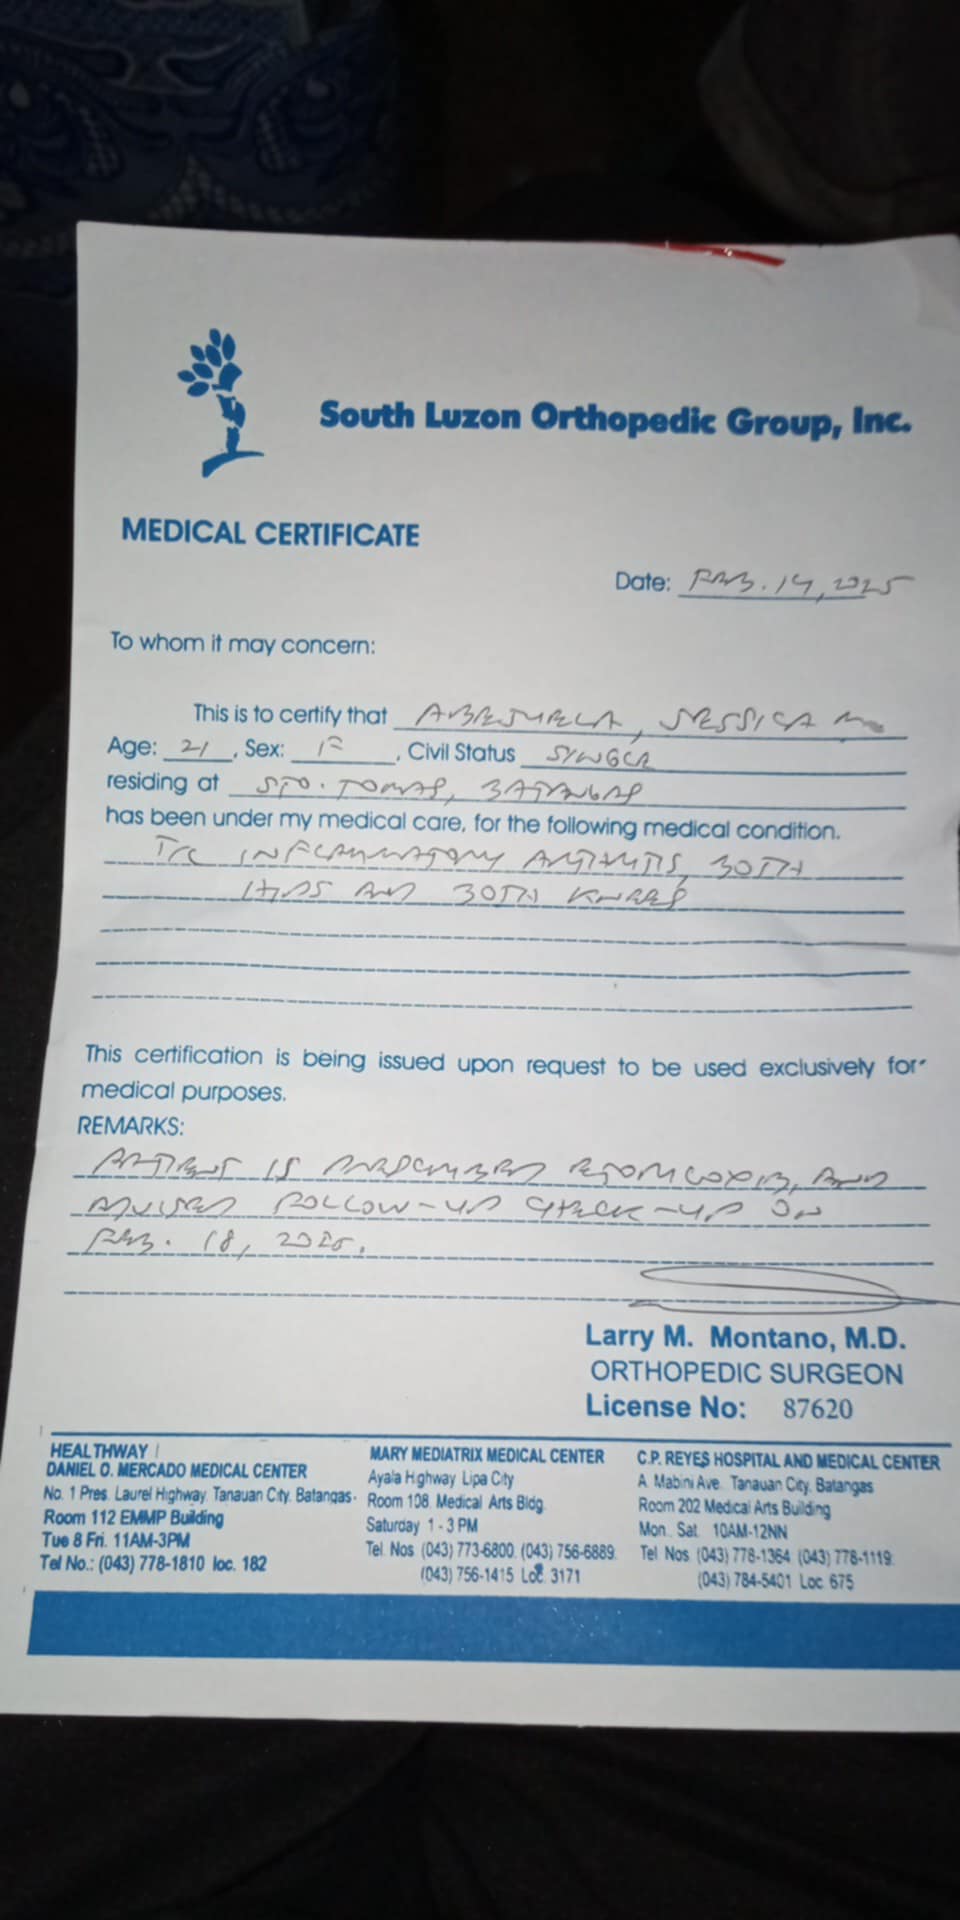 South Luzon Orthopedic Group, Inc.
MEDICAL CERTIFICATE
Date: FEB. 14, 2025
To whom it may concern:
This is to certify that JESSICA M
Age: 21, Sex: F, Civil Status SINGLE
residing at STO. TOMAS, BATANGAS
has been under my medical care, for the following medical condition.
T/C INFLAMMATORY ARTHRITIS, BOTH
HIPS AND BOTH KNEES
This certification is being issued upon request to be used exclusively for
medical purposes.
REMARKS:
PATIENT IS PRESCRIBED ETORICOXIB, AND
ADVISED FOLLOW-UP CHECK-UP ON
FEB. 18, 2025.
Larry M. Montano, M.D.
ORTHOPEDIC SURGEON
License No: 87620
HEALTHWAY
DANIEL O. MERCADO MEDICAL CENTER
No. 1 Pres. Laurel Highway. Tanauan City. Batangas
Room 112 EMMP Building
Tue & Fri. 11AM-3PM
Tel No.: (043) 778-1810 loc. 182
MARY MEDIATRIX MEDICAL CENTER
Ayala Highway Lipa City
Room 108. Medical Arts Bldg.
Saturday 1 - 3 PM
Tel. Nos (043) 773-6800. (043) 756-6889.
(043) 756-1415 Loc. 3171
C.P. REYES HOSPITAL AND MEDICAL CENTER
A. Mabini Ave. Tanauan City. Batangas
Room 202 Medical Arts Building
Mon. Sat. 10AM-12NN
Tel. Nos. (043) 778-1364. (043) 778-1119
(043) 784-5401 Loc. 675